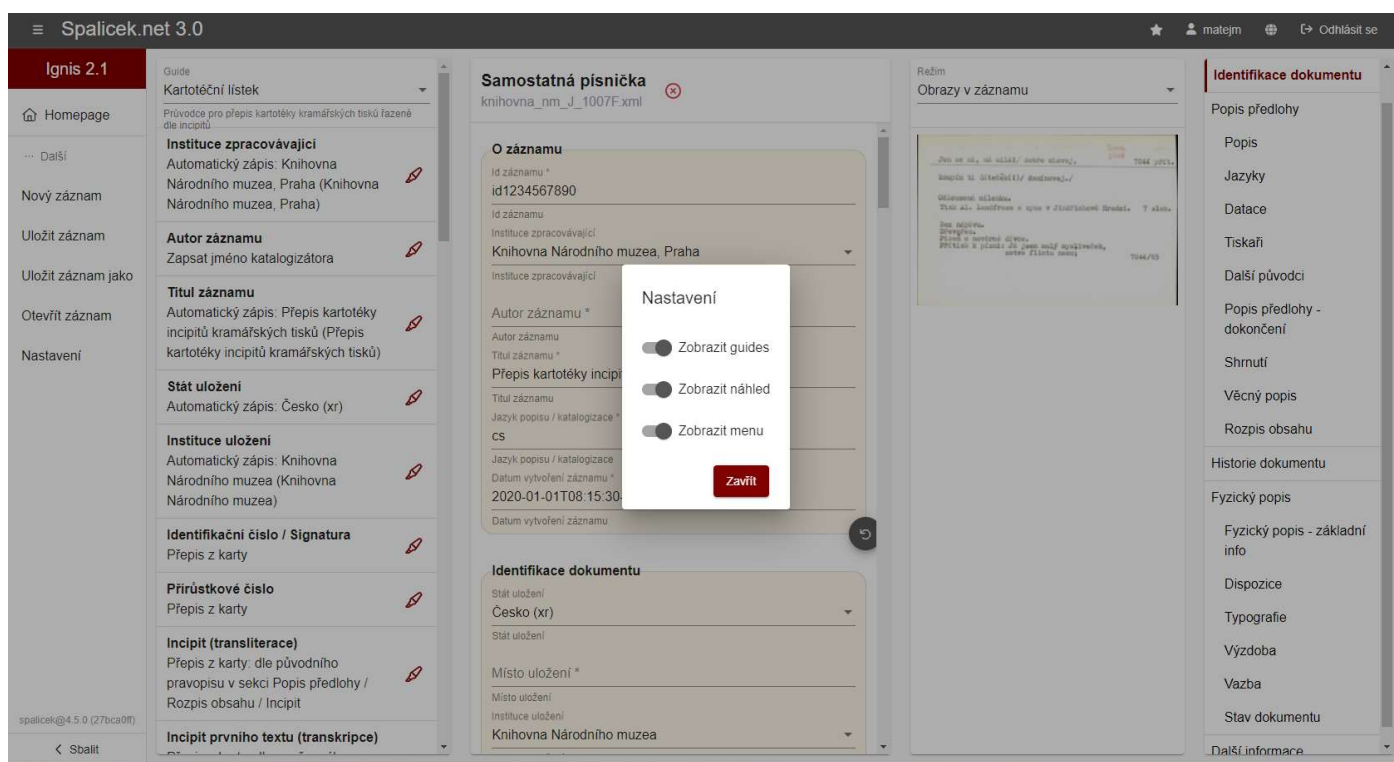 ≡ Spalicek.net 3.0
★ matejm Odhlásit se
Ignis 2.1
Homepage
··· Další
Nový záznam
Uložit záznam
Uložit záznam jako
Otevřít záznam
Nastavení
spalicek@4.5.0 (27bca0ff)
Sbalit
Guide
Kartotéční lístek
Průvodce pro přepis kartotéky kramářských tisků řazené
dle incipitů
Instituce zpracovávající
Automatický zápis: Knihovna
Národního muzea, Praha (Knihovna
Národního muzea, Praha)
Autor záznamu
Zapsat jméno katalogizátora
Titul záznamu
Automatický zápis: Přepis kartotéky
incipitů kramářských tisků (Přepis
kartotéky incipitů kramářských tisků)
Stát uložení
Automatický zápis: Česko (xr)
Instituce uložení
Automatický zápis: Knihovna
Národního muzea (Knihovna
Národního muzea)
Identifikační číslo / Signatura
Přepis z karty
Přírůstkové číslo
Přepis z karty
Incipit (transliterace)
Přepis z karty: dle původního
pravopisu v sekci Popis předlohy /
Rozpis obsahu / Incipit
Incipit prvního textu (transkripce)
Samostatná písnička
knihovna_nm_J_1007F.xml
O záznamu
Id záznamu *
id1234567890
Id záznamu
Instituce zpracovávající
Knihovna Národního muzea, Praha
Instituce zpracovávající
Autor záznamu *
Autor záznamu
Titul záznamu *
Přepis kartotéky incipi
Titul záznamu
Jazyk popisu / katalogizace *
cs
Jazyk popisu / katalogizace
Datum vytvoření záznamu *
2020-01-01T08:15:30
Datum vytvoření záznamu
Identifikace dokumentu
Stát uložení
Česko (xr)
Stát uložení
Místo uložení *
Místo uložení
Instituce uložení
Knihovna Národního muzea
Nastavení
Zobrazit guides
Zobrazit náhled
Zobrazit menu
Zavřít
Režim
Obrazy v záznamu
7044
7044/05
Identifikace dokumentu
Popis předlohy
Popis
Jazyky
Datace
Tiskaři
Další původci
Popis předlohy -
dokončení
Shrnutí
Věcný popis
Rozpis obsahu
Historie dokumentu
Fyzický popis
Fyzický popis - základní
info
Dispozice
Typografie
Výzdoba
Vazba
Stav dokumentu
Další informace